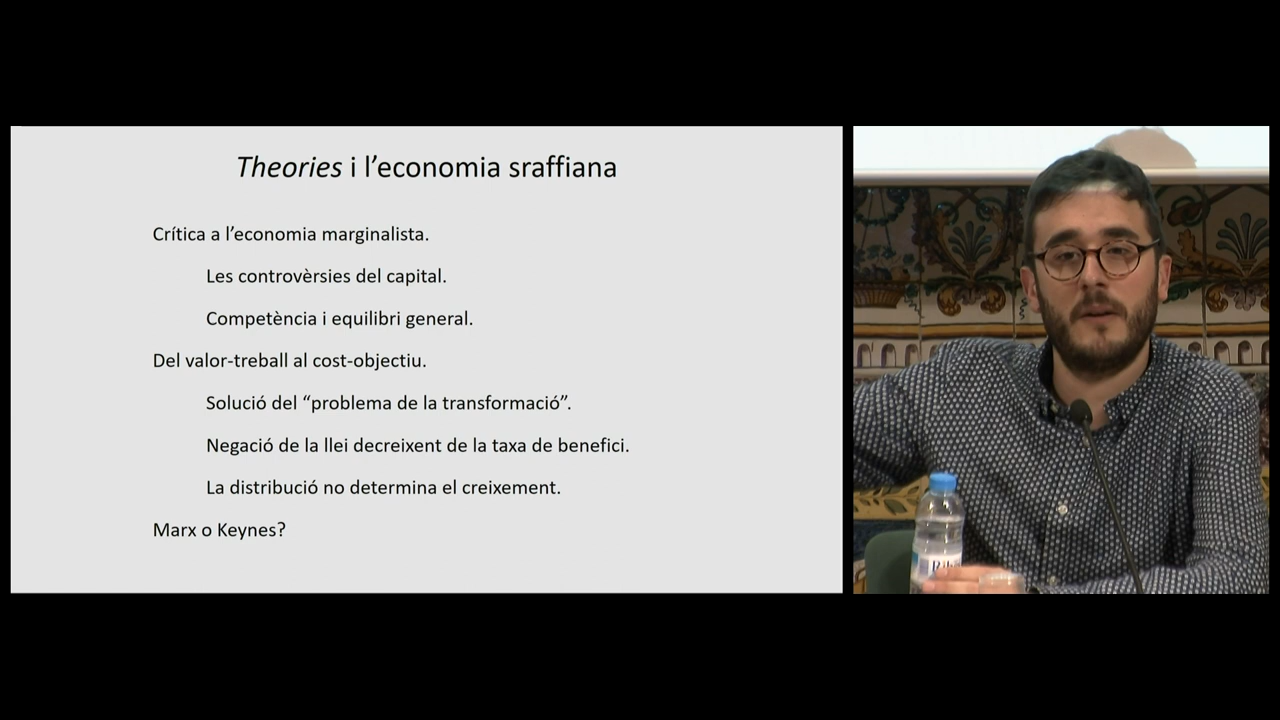 Theories i l’economia sraffiana
Crítica a l’economia marginalista.
Les controvèrsies del capital.
Competència i equilibri general.
Del valor-treball al cost-objectiu.
Solució del “problema de la transformació”.
Negació de la llei decreixent de la taxa de benefici.
La distribució no determina el creixement.
Marx o Keynes?